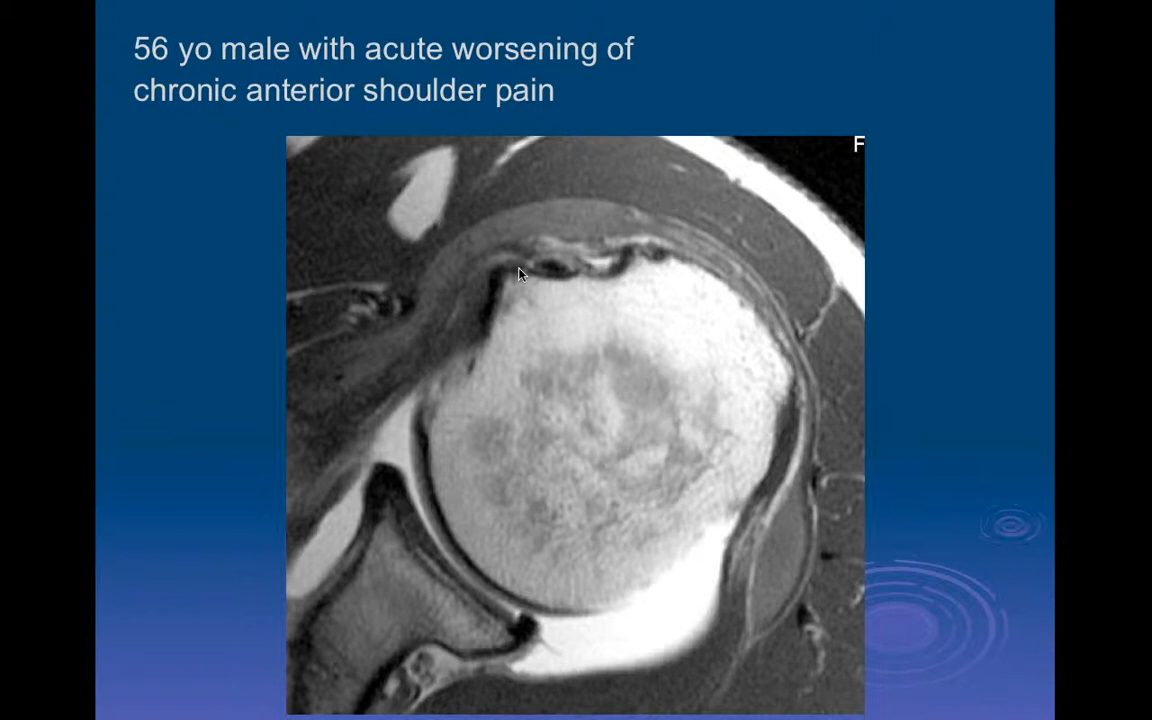 56 yo male with acute worsening of
chronic anterior shoulder pain
F